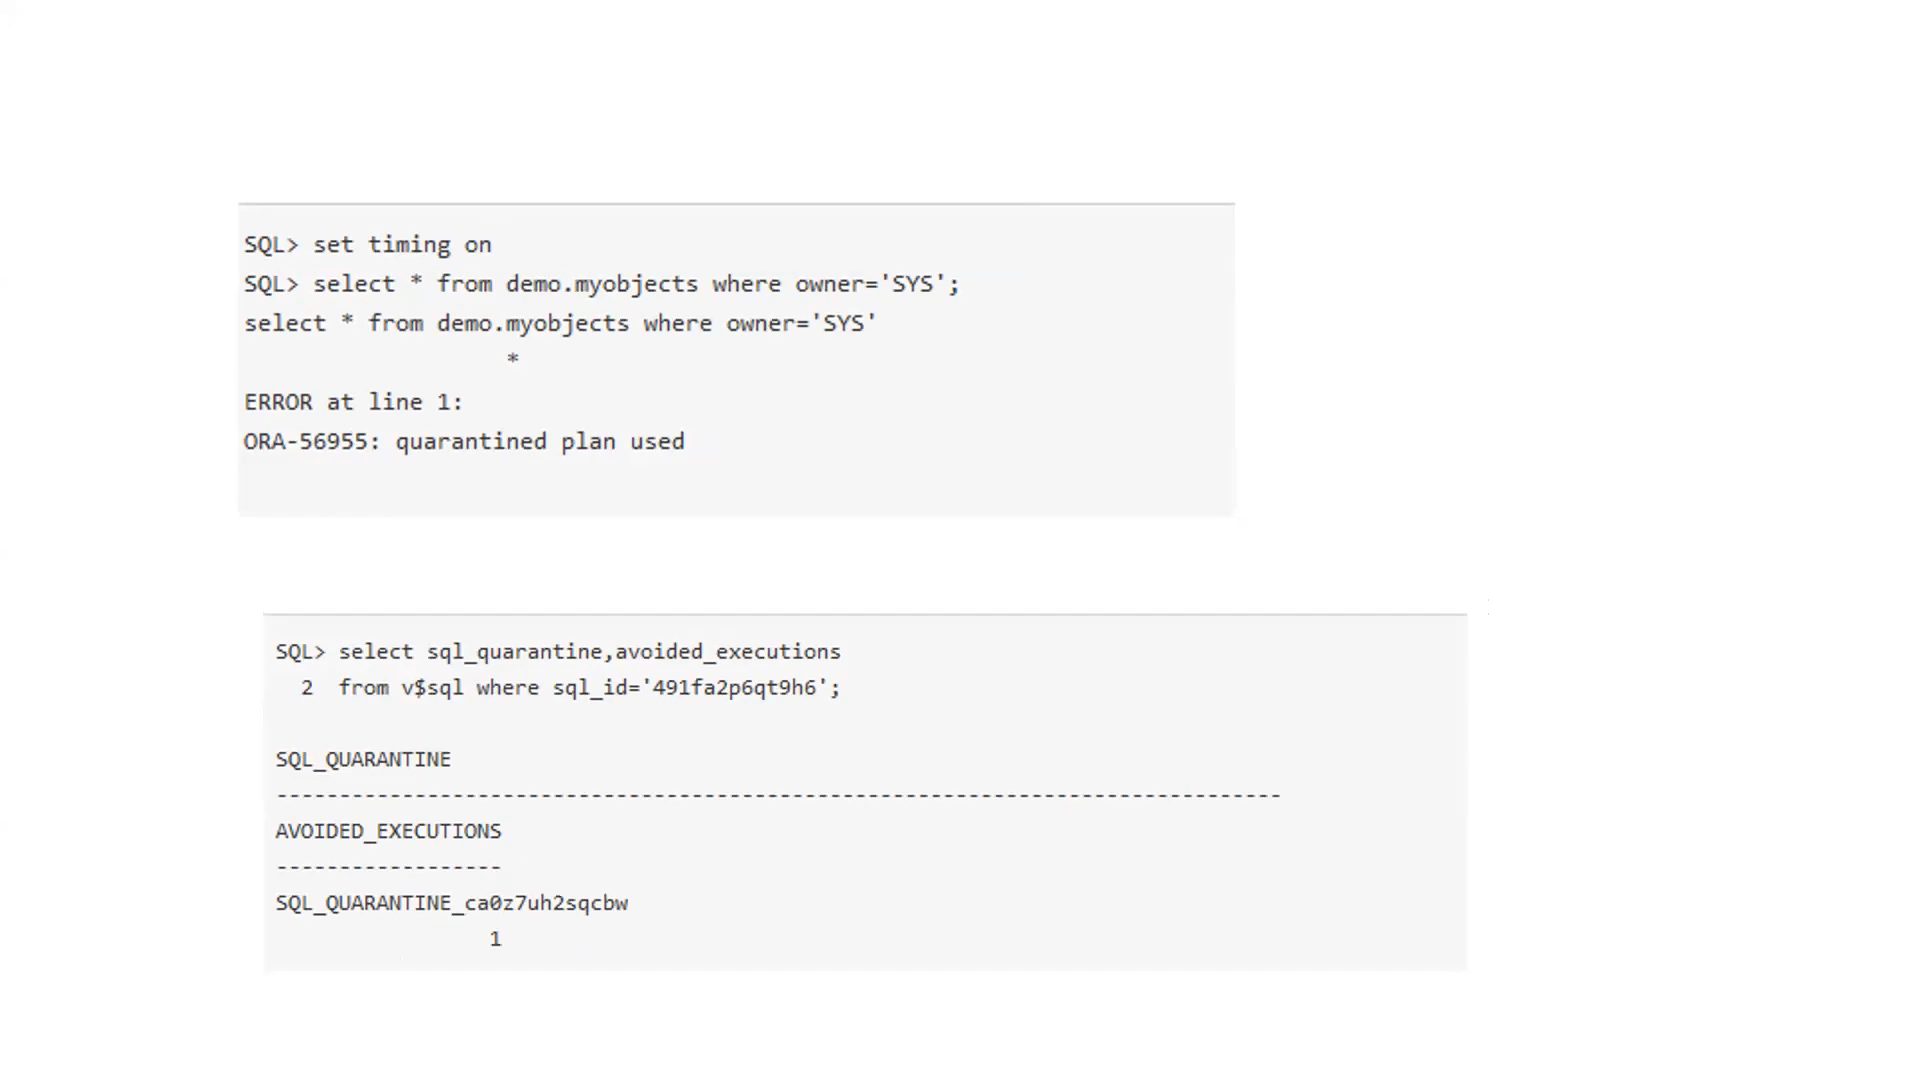 SQL> set timing on
SQL> select * from demo.myobjects where owner='SYS';
select * from demo.myobjects where owner='SYS'
*
ERROR at line 1:
ORA-56955: quarantined plan used
SQL> select sql_quarantine,avoided_executions
2 from v$sql where sql_id='491fa2p6qt9h6';
SQL_QUARANTINE
--------------------------------------------------------------------------------
AVOIDED_EXECUTIONS
------------------
SQL_QUARANTINE_ca0z7uh2sqcbw
1